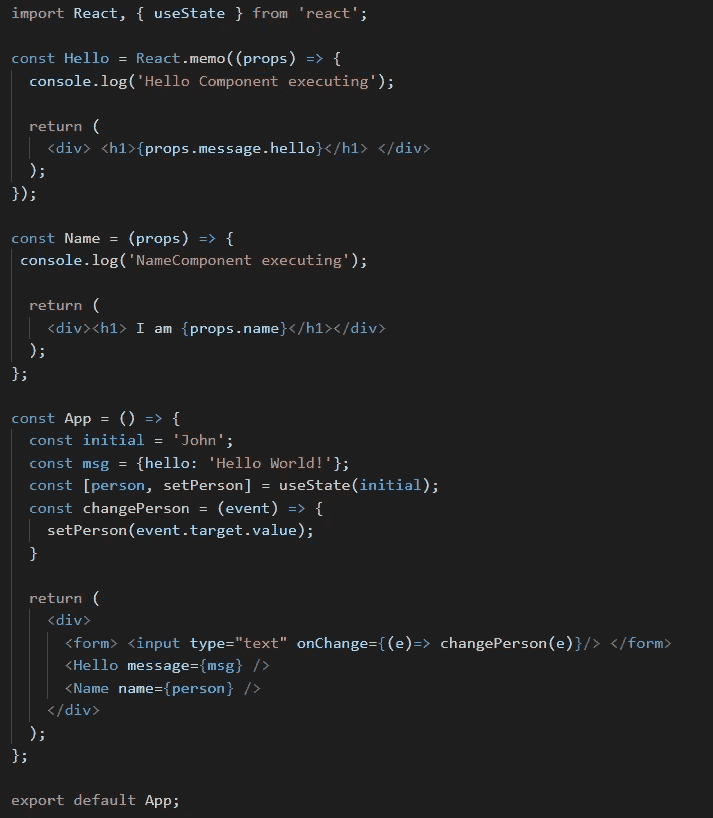 import React, { useState } from 'react';

const Hello = React.memo((props) => {
  console.log('Hello Component executing');

  return (
    <div> <h1>{props.message.hello}</h1> </div>
  );
});

const Name = (props) => {
 console.log('NameComponent executing');

  return (
    <div><h1> I am {props.name}</h1></div>
  );
};

const App = () => {
  const initial = 'John';
  const msg = {hello: 'Hello World!'};
  const [person, setPerson] = useState(initial);
  const changePerson = (event) => {
    setPerson(event.target.value);
  }

  return (
    <div>
      <form> <input type="text" onChange={(e)=> changePerson(e)}/> </form>
      <Hello message={msg} />
      <Name name={person} />
    </div>
  );
};

export default App;